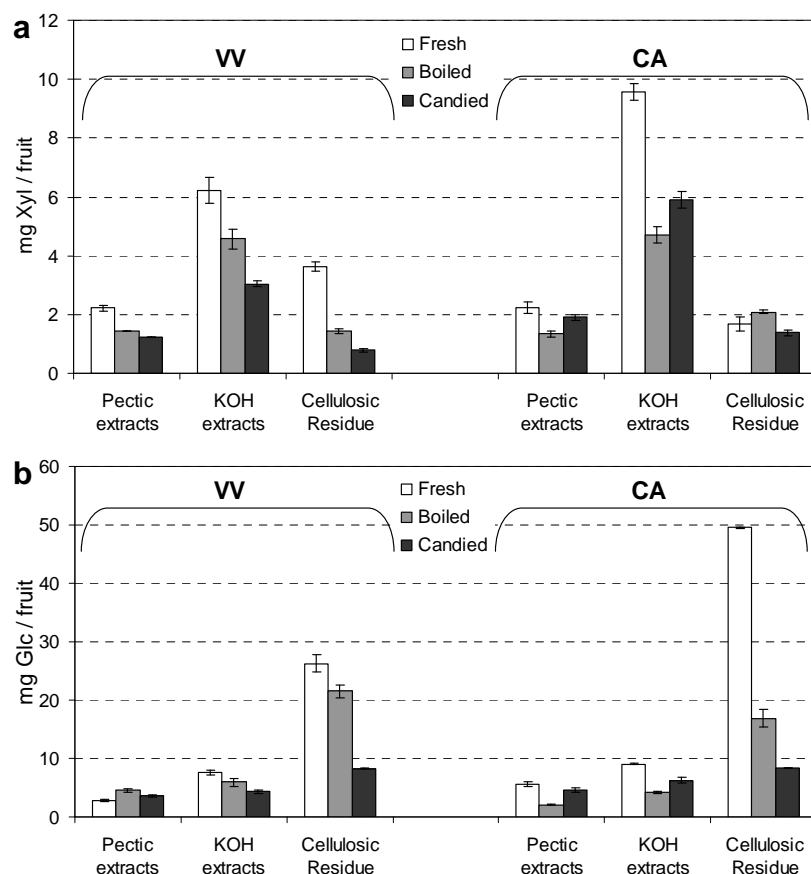 a
12
10
8
6
4
2
0
mg Xyl / fruit
VV
Fresh
Boiled
Candied
CA
Pectic
extracts
KOH
extracts
Cellulosic
Residue
Pectic
extracts
KOH
extracts
Cellulosic
Residue
b
60
50
40
30
20
10
0
mg Glc / fruit
VV
Fresh
Boiled
Candied
CA
Pectic
extracts
KOH
extracts
Cellulosic
Residue
Pectic
extracts
KOH
extracts
Cellulosic
Residue